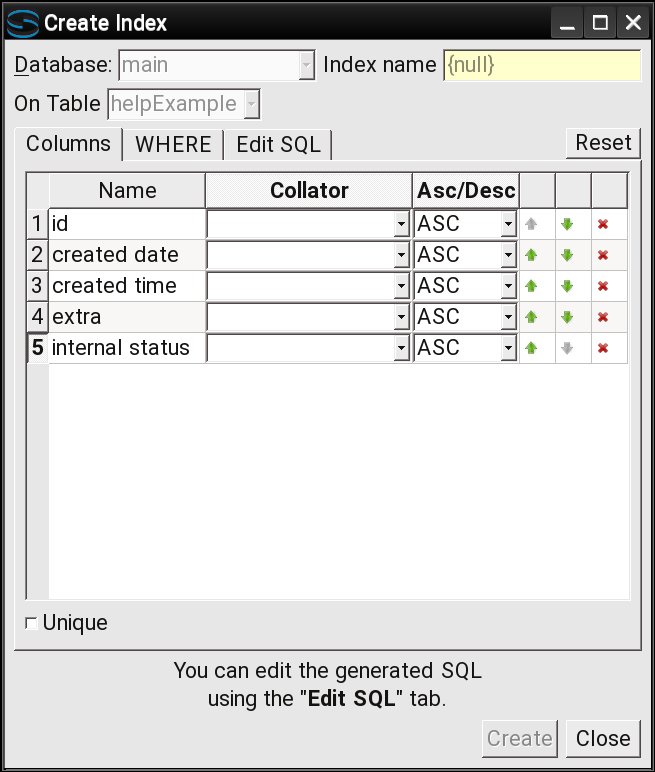 Create Index
Database: main Index name {null}
On Table helpExample
Columns WHERE Edit SQL Reset
Name Collator Asc/Desc
1 id ASC
2 created date ASC
3 created time ASC
4 extra ASC
5 internal status ASC
Unique
You can edit the generated SQL
using the "Edit SQL" tab.
Create Close